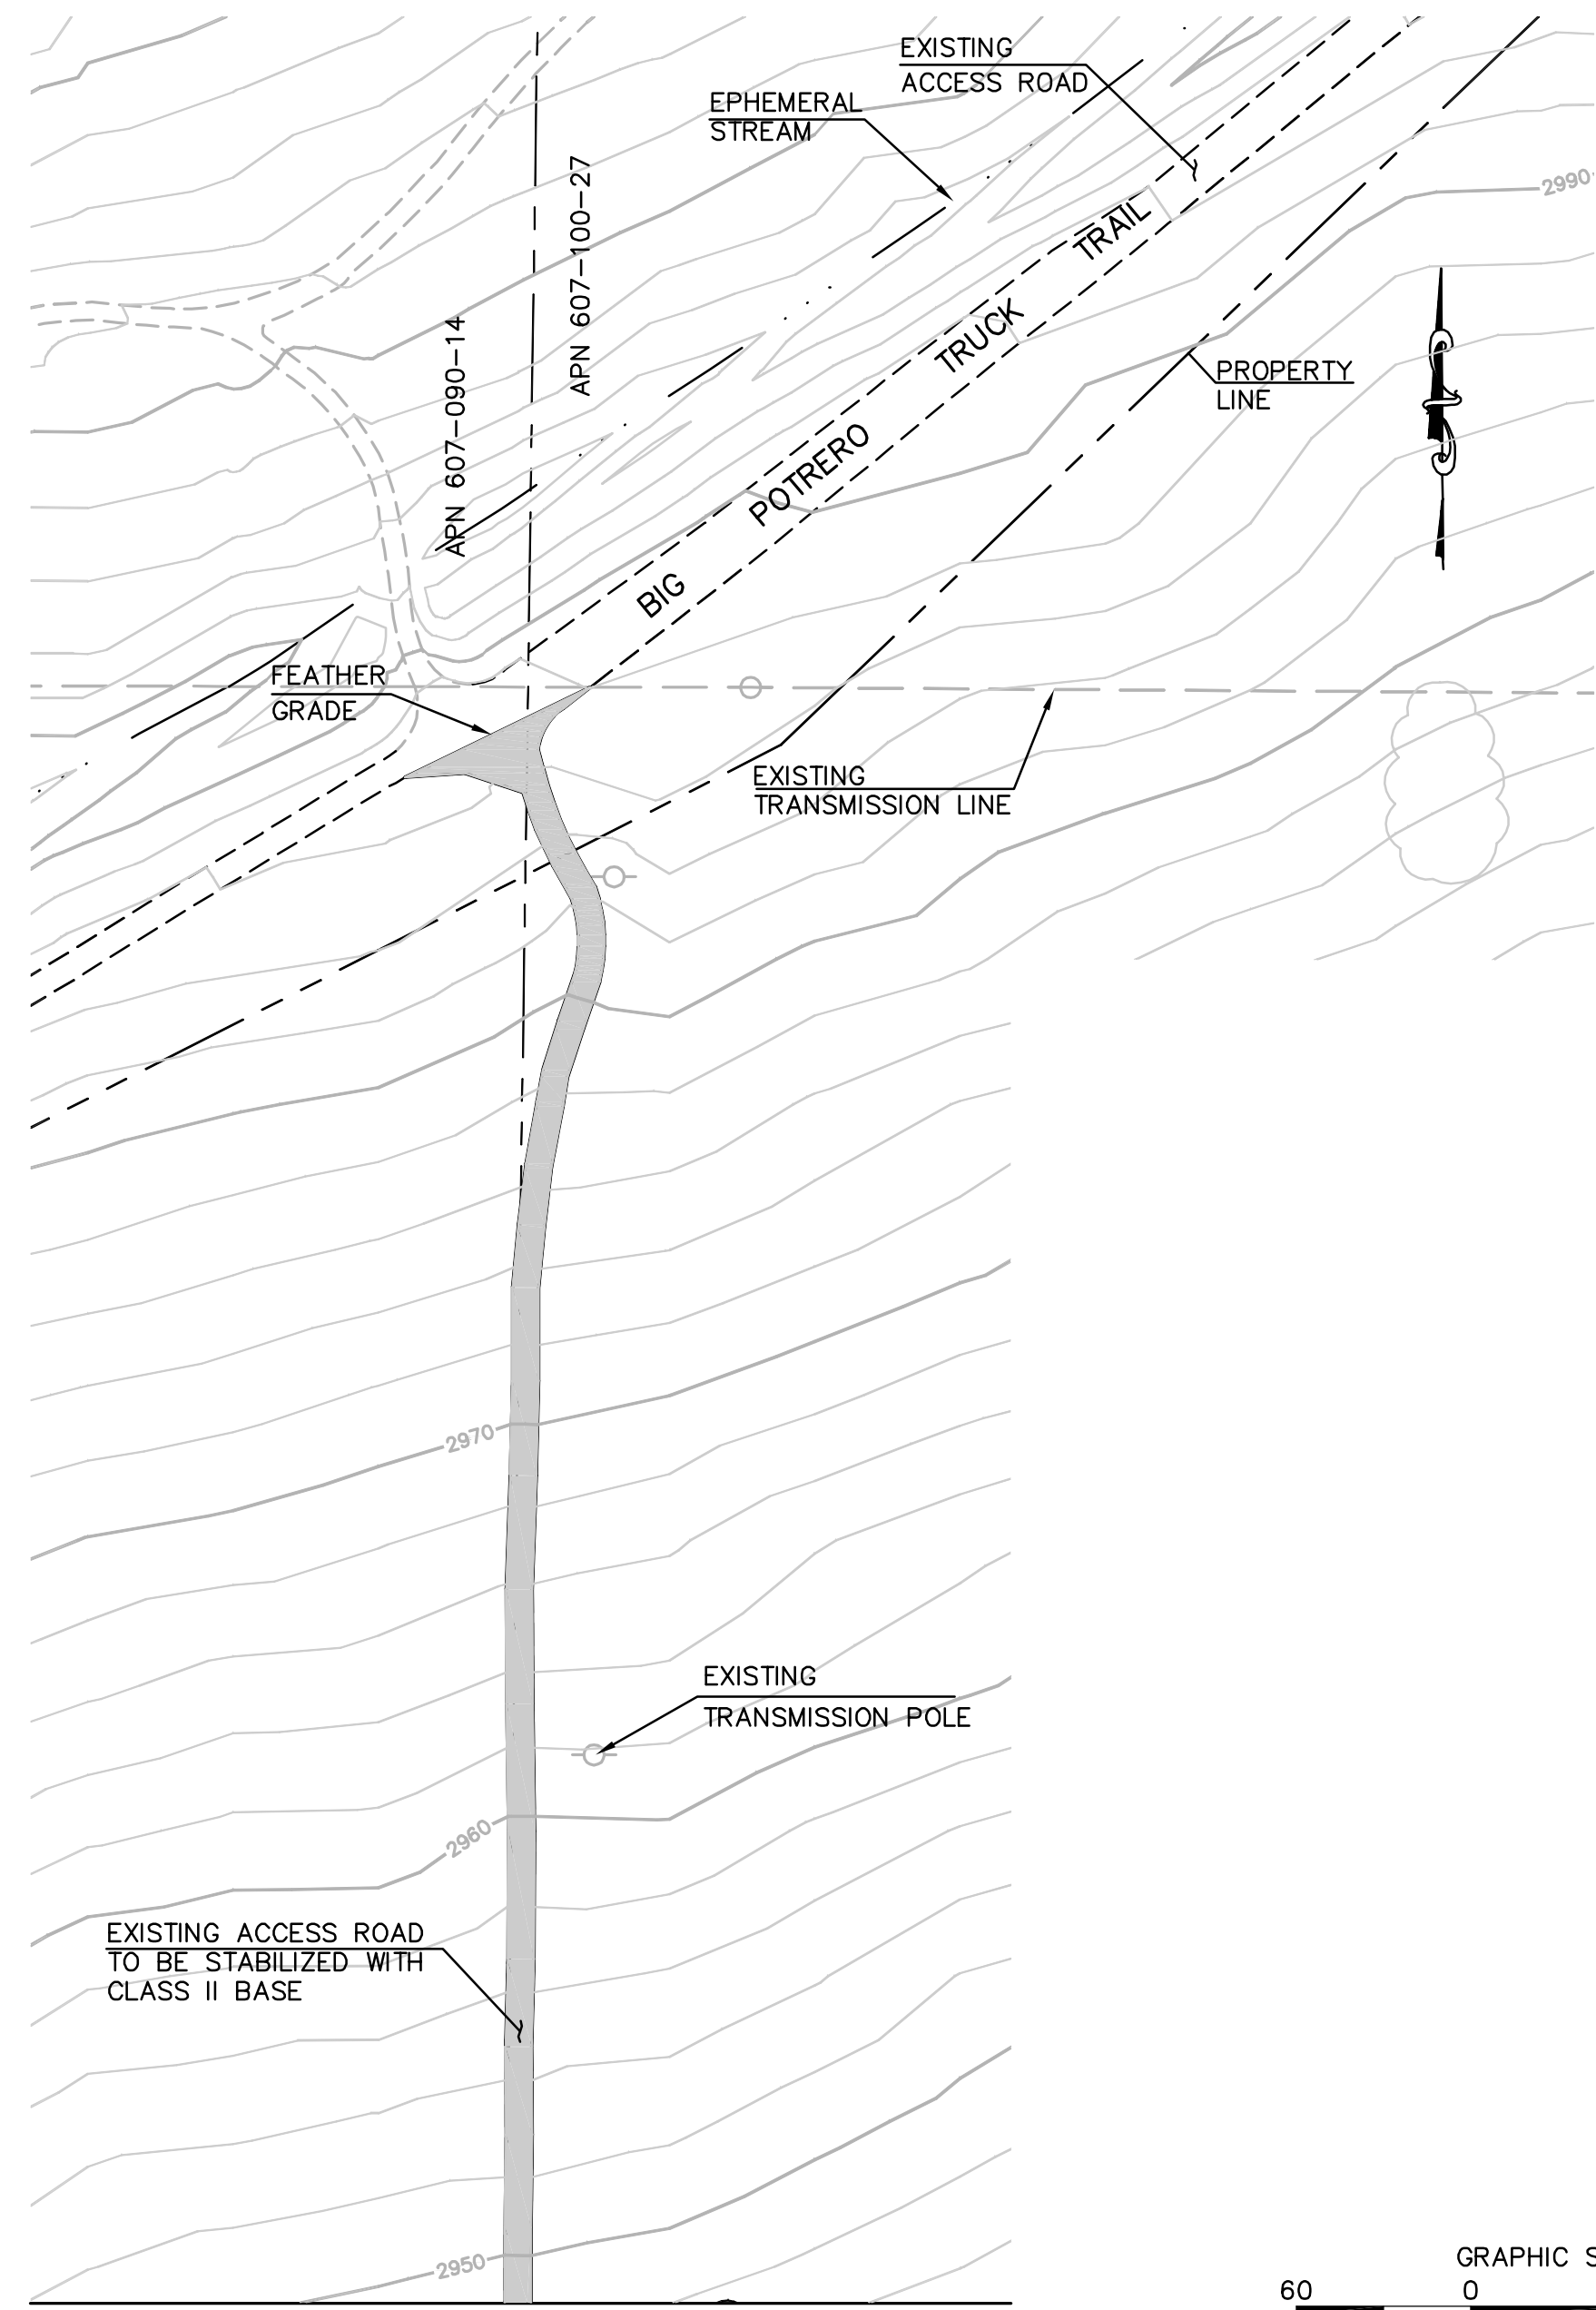 EXISTING
ACCESS ROAD
EPHEMERAL
STREAM
2990
APN 607-100-27
APN 607-090-14
BIG POTRERO TRUCK TRAIL
PROPERTY
LINE
FEATHER
GRADE
EXISTING
TRANSMISSION LINE
2970
EXISTING
TRANSMISSION POLE
2960
EXISTING ACCESS ROAD
TO BE STABILIZED WITH
CLASS II BASE
2950
GRAPHIC S
60 0